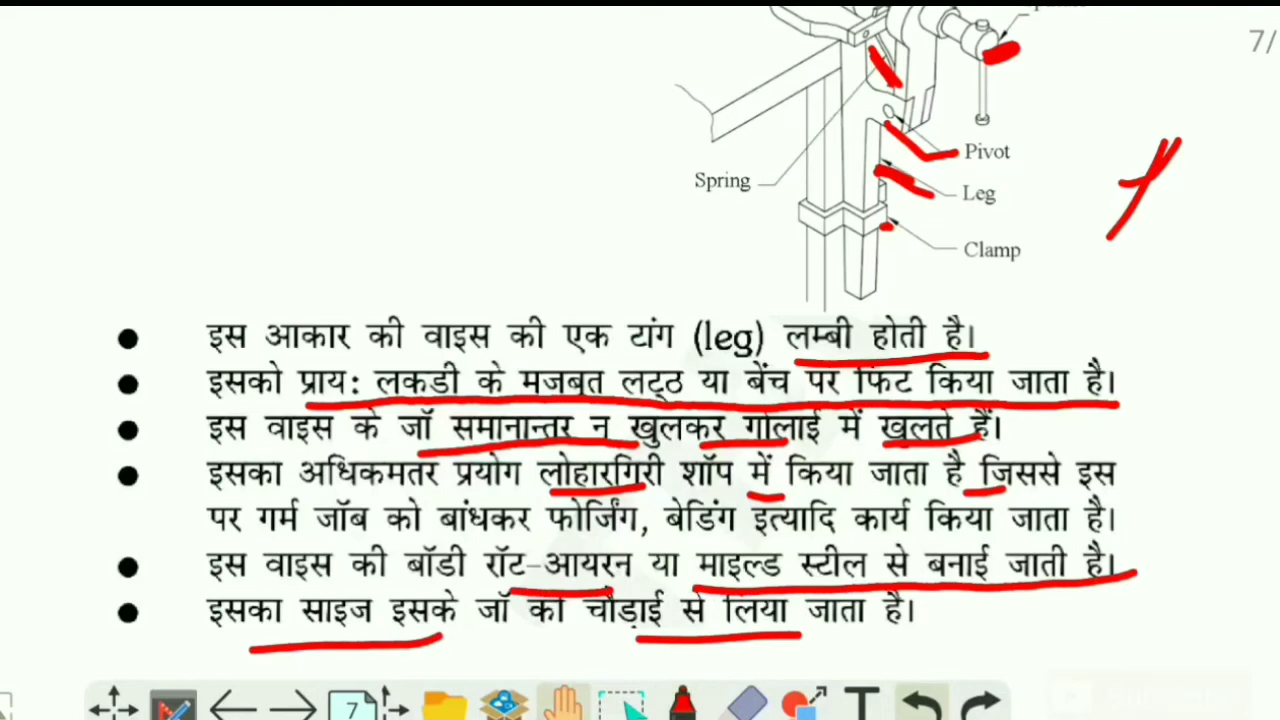 7/
Pivot
Spring
Leg
Clamp
● इस आकार की वाइस की एक टांग (leg) लम्बी होती है।
● इसको प्राय: लकडी के मजबूत लट्ठ या बेंच पर फिट किया जाता है।
● इस वाइस के जॉ समानान्तर न खुलकर गोलाई में खुलते हैं।
● इसका अधिकमतर प्रयोग लोहारगिरी शॉप में किया जाता है जिससे इस
पर गर्म जॉब को बांधकर फोर्जिंग, बेडिंग इत्यादि कार्य किया जाता है।
● इस वाइस की बॉडी रॉट-आयरन या माइल्ड स्टील से बनाई जाती है।
● इसका साइज इसके जॉ की चौड़ाई से लिया जाता है।
7
T